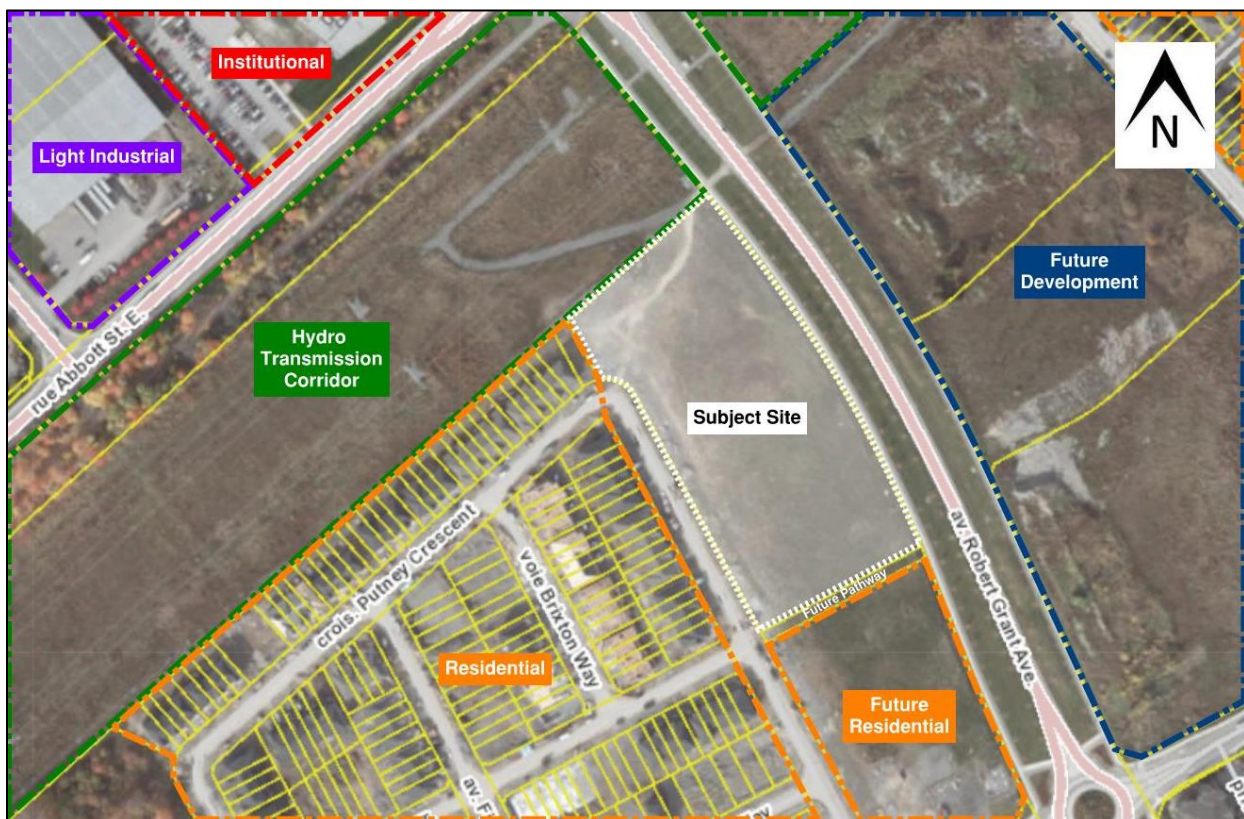 Institutional
Light Industrial
N
rue Abbott St. E.
Hydro
Transmission
Corridor
Future
Development
Subject Site
crois. Putney Crescent
voie Brixton Way
av. Robert Grant Ave.
Future Pathway
Residential
Future
Residential